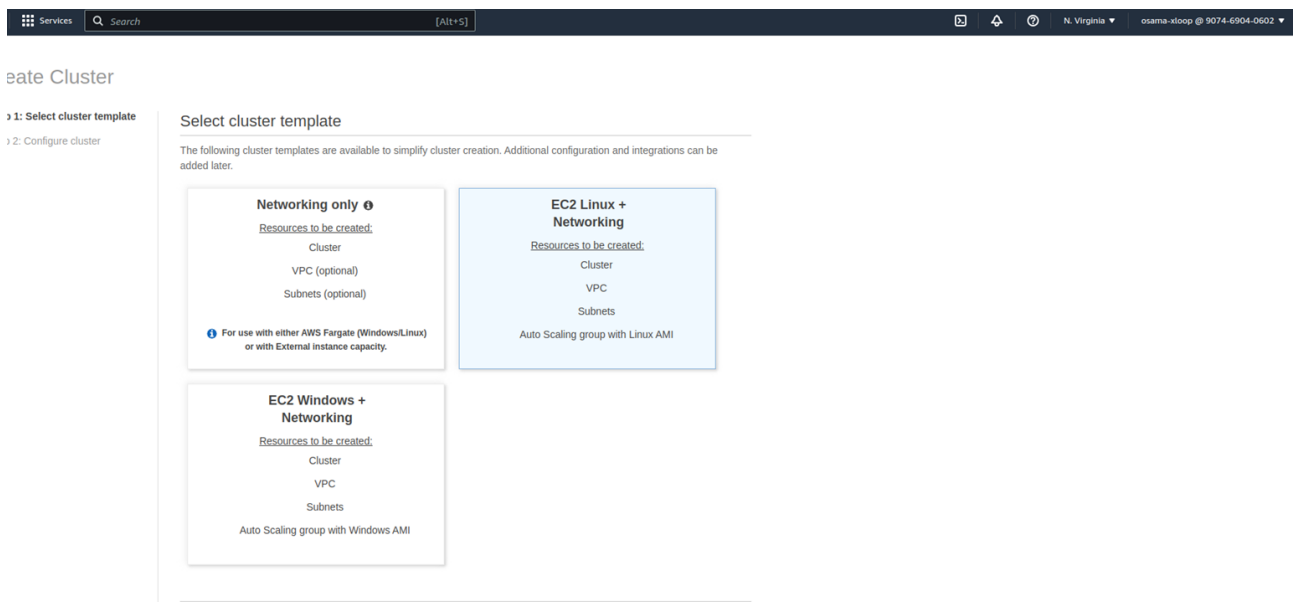 Services
Search [Alt+S]
N. Virginia ▼
osama-xloop @ 9074-6904-0602 ▼
eate Cluster
o 1: Select cluster template
o 2: Configure cluster
Select cluster template
The following cluster templates are available to simplify cluster creation. Additional configuration and integrations can be
added later.
Networking only
Resources to be created:
Cluster
VPC (optional)
Subnets (optional)
For use with either AWS Fargate (Windows/Linux)
or with External instance capacity.
EC2 Linux +
Networking
Resources to be created:
Cluster
VPC
Subnets
Auto Scaling group with Linux AMI
EC2 Windows +
Networking
Resources to be created:
Cluster
VPC
Subnets
Auto Scaling group with Windows AMI